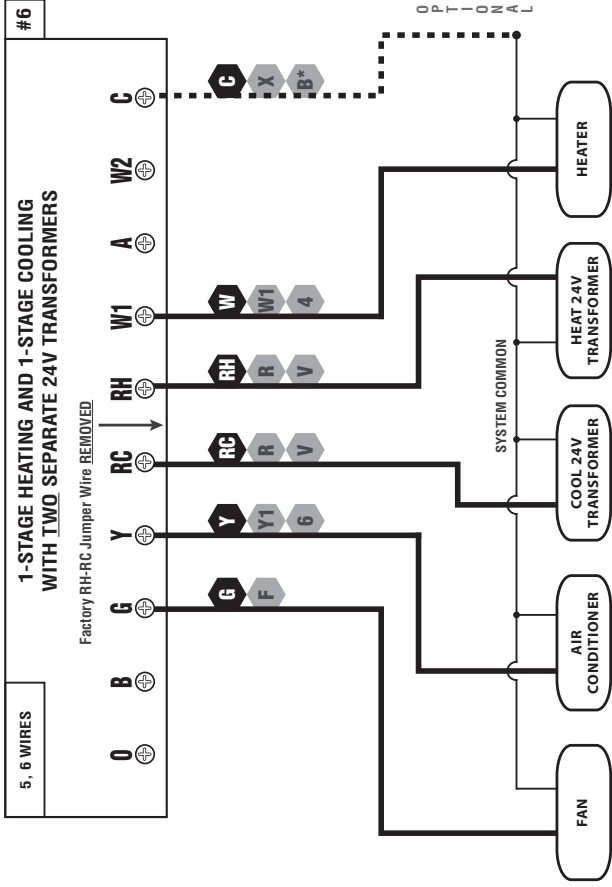 #6
5, 6 WIRES
1-STAGE HEATING AND 1-STAGE COOLING
WITH TWO SEPARATE 24V TRANSFORMERS
Factory RH-RC Jumper Wire REMOVED
O B G Y RC RH W1 A W2 C
G Y RC RH W C
F Y1 R R W1 X
6 V V 4 B*
OPTIONAL
SYSTEM COMMON
FAN
AIR
CONDITIONER
COOL 24V
TRANSFORMER
HEAT 24V
TRANSFORMER
HEATER